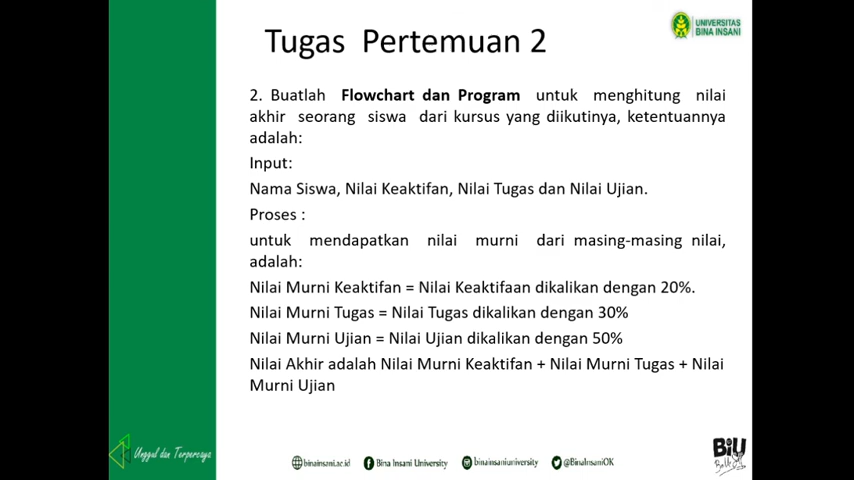 UNIVERSITAS
BINA INSANI
Tugas Pertemuan 2
2. Buatlah Flowchart dan Program untuk menghitung nilai
akhir seorang siswa dari kursus yang diikutinya, ketentuannya
adalah:
Input:
Nama Siswa, Nilai Keaktifan, Nilai Tugas dan Nilai Ujian.
Proses :
untuk mendapatkan nilai murni dari masing-masing nilai,
adalah:
Nilai Murni Keaktifan = Nilai Keaktifaan dikalikan dengan 20%.
Nilai Murni Tugas = Nilai Tugas dikalikan dengan 30%
Nilai Murni Ujian = Nilai Ujian dikalikan dengan 50%
Nilai Akhir adalah Nilai Murni Keaktifan + Nilai Murni Tugas + Nilai
Murni Ujian
Unggul dan Terpercaya
binainsani.ac.id Bina Insani University binainsaniuniversity @BinaInsaniOK
BiU